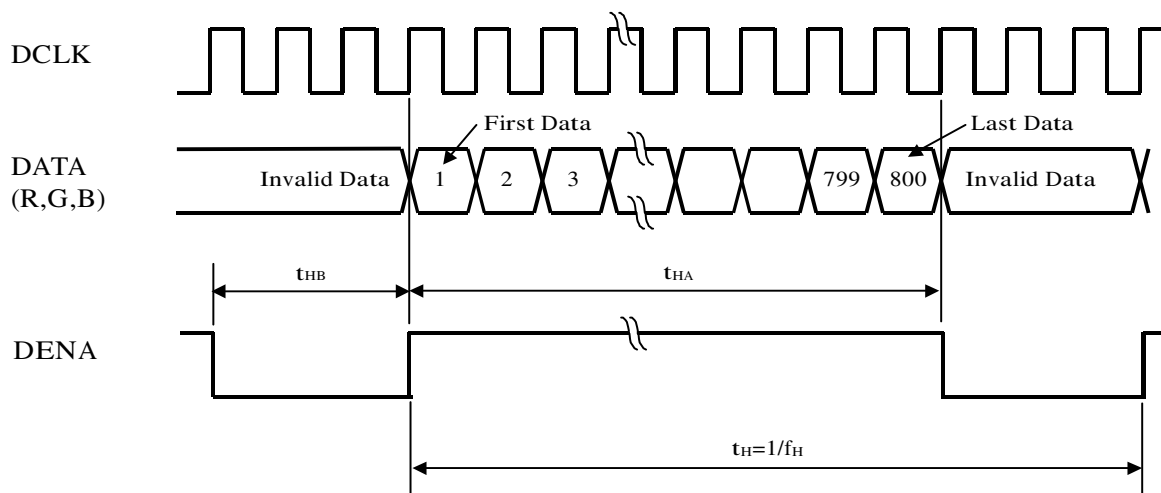 DCLK
First Data
Last Data
DATA
(R,G,B)
Invalid Data
1
2
3
799
800
Invalid Data
tHB
tHA
DENA
tH=1/fH